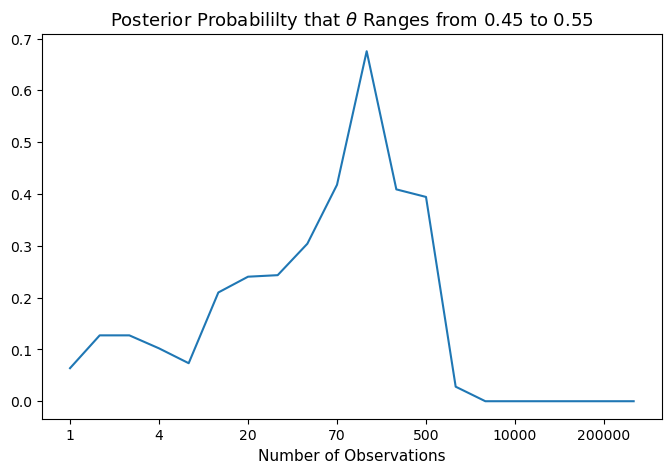 Posterior Probabililty that θ Ranges from 0.45 to 0.55
0.7
0.6
0.5
0.4
0.3
0.2
0.1
0.0
1 4 20 70 500 10000 200000
Number of Observations